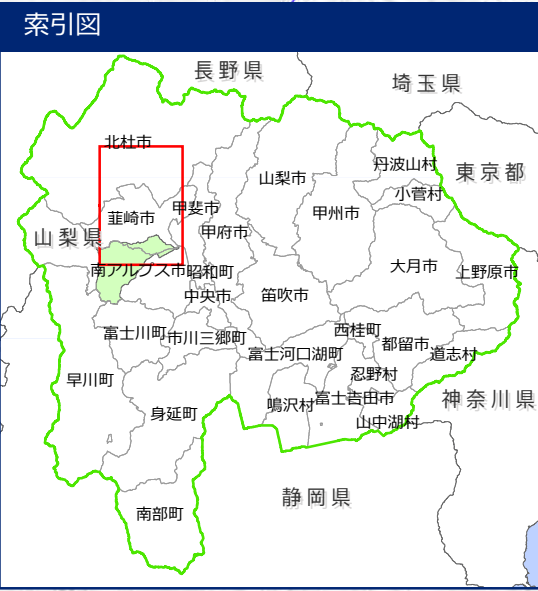 索引図
長野県
埼玉県
北杜市
丹波山村
東京都
山梨市
小菅村
韮崎市
甲斐市
甲州市
山梨県
甲府市
大月市
上野原市
南アルプス市
昭和町
中央市
笛吹市
富士川町
市川三郷町
西桂町
都留市
富士河口湖町
道志村
早川町
忍野村
鳴沢村
富士吉田市
神奈川県
身延町
山中湖村
静岡県
南部町